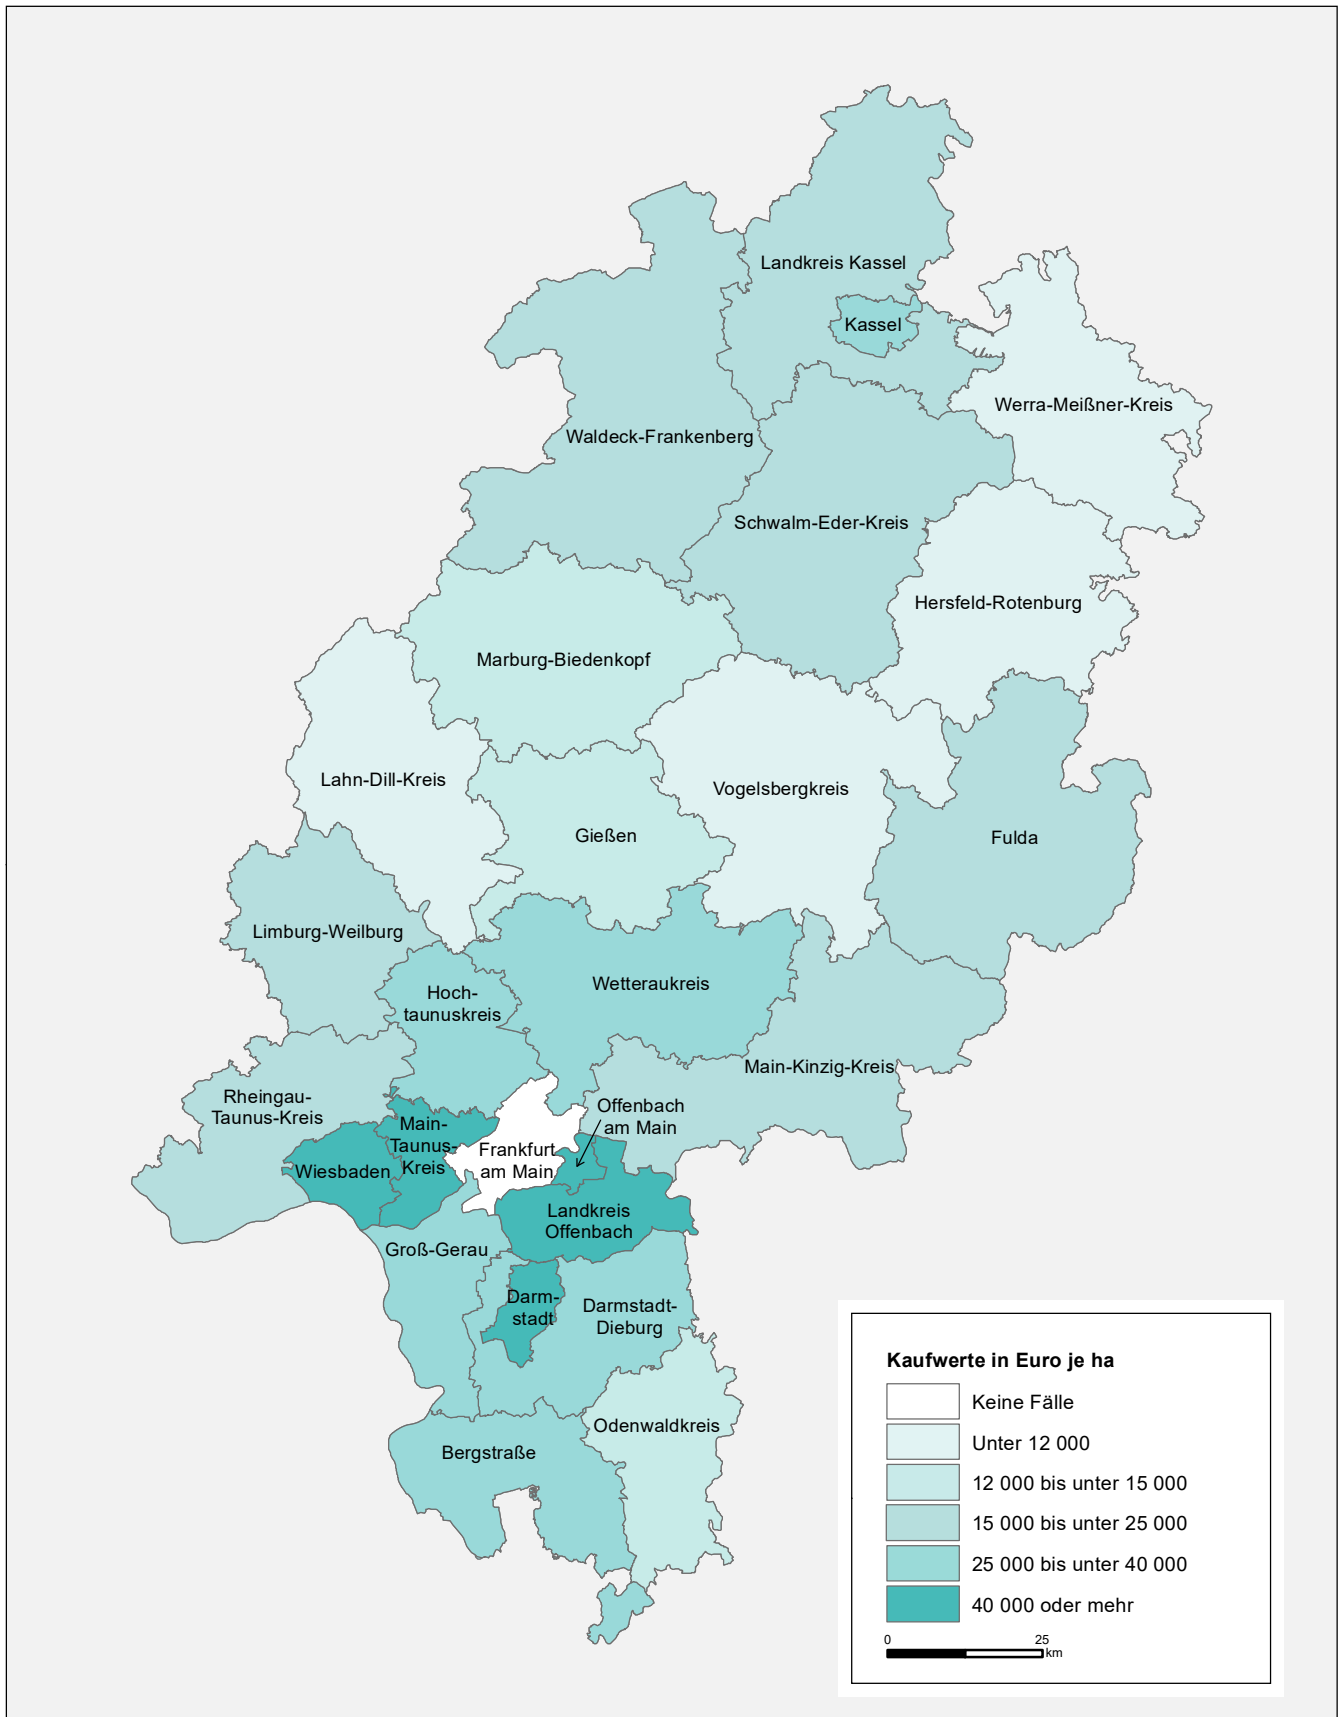 Landkreis Kassel
Kassel
Werra-Meißner-Kreis
Waldeck-Frankenberg
Schwalm-Eder-Kreis
Hersfeld-Rotenburg
Marburg-Biedenkopf
Lahn-Dill-Kreis
Vogelsbergkreis
Gießen
Fulda
Limburg-Weilburg
Wetteraukreis
Hoch-
taunuskreis
Main-Kinzig-Kreis
Rheingau-
Taunus-Kreis
Offenbach
am Main
Main-
Taunus-
Kreis
Frankfurt
am Main
Wiesbaden
Landkreis
Offenbach
Groß-Gerau
Darm-
stadt
Darmstadt-
Dieburg
Odenwaldkreis
Bergstraße
Kaufwerte in Euro je ha
Keine Fälle
Unter 12 000
12 000 bis unter 15 000
15 000 bis unter 25 000
25 000 bis unter 40 000
40 000 oder mehr
0 25
km